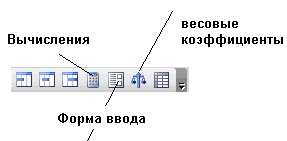 весовые
коэффициенты
Вычисления
Форма ввода